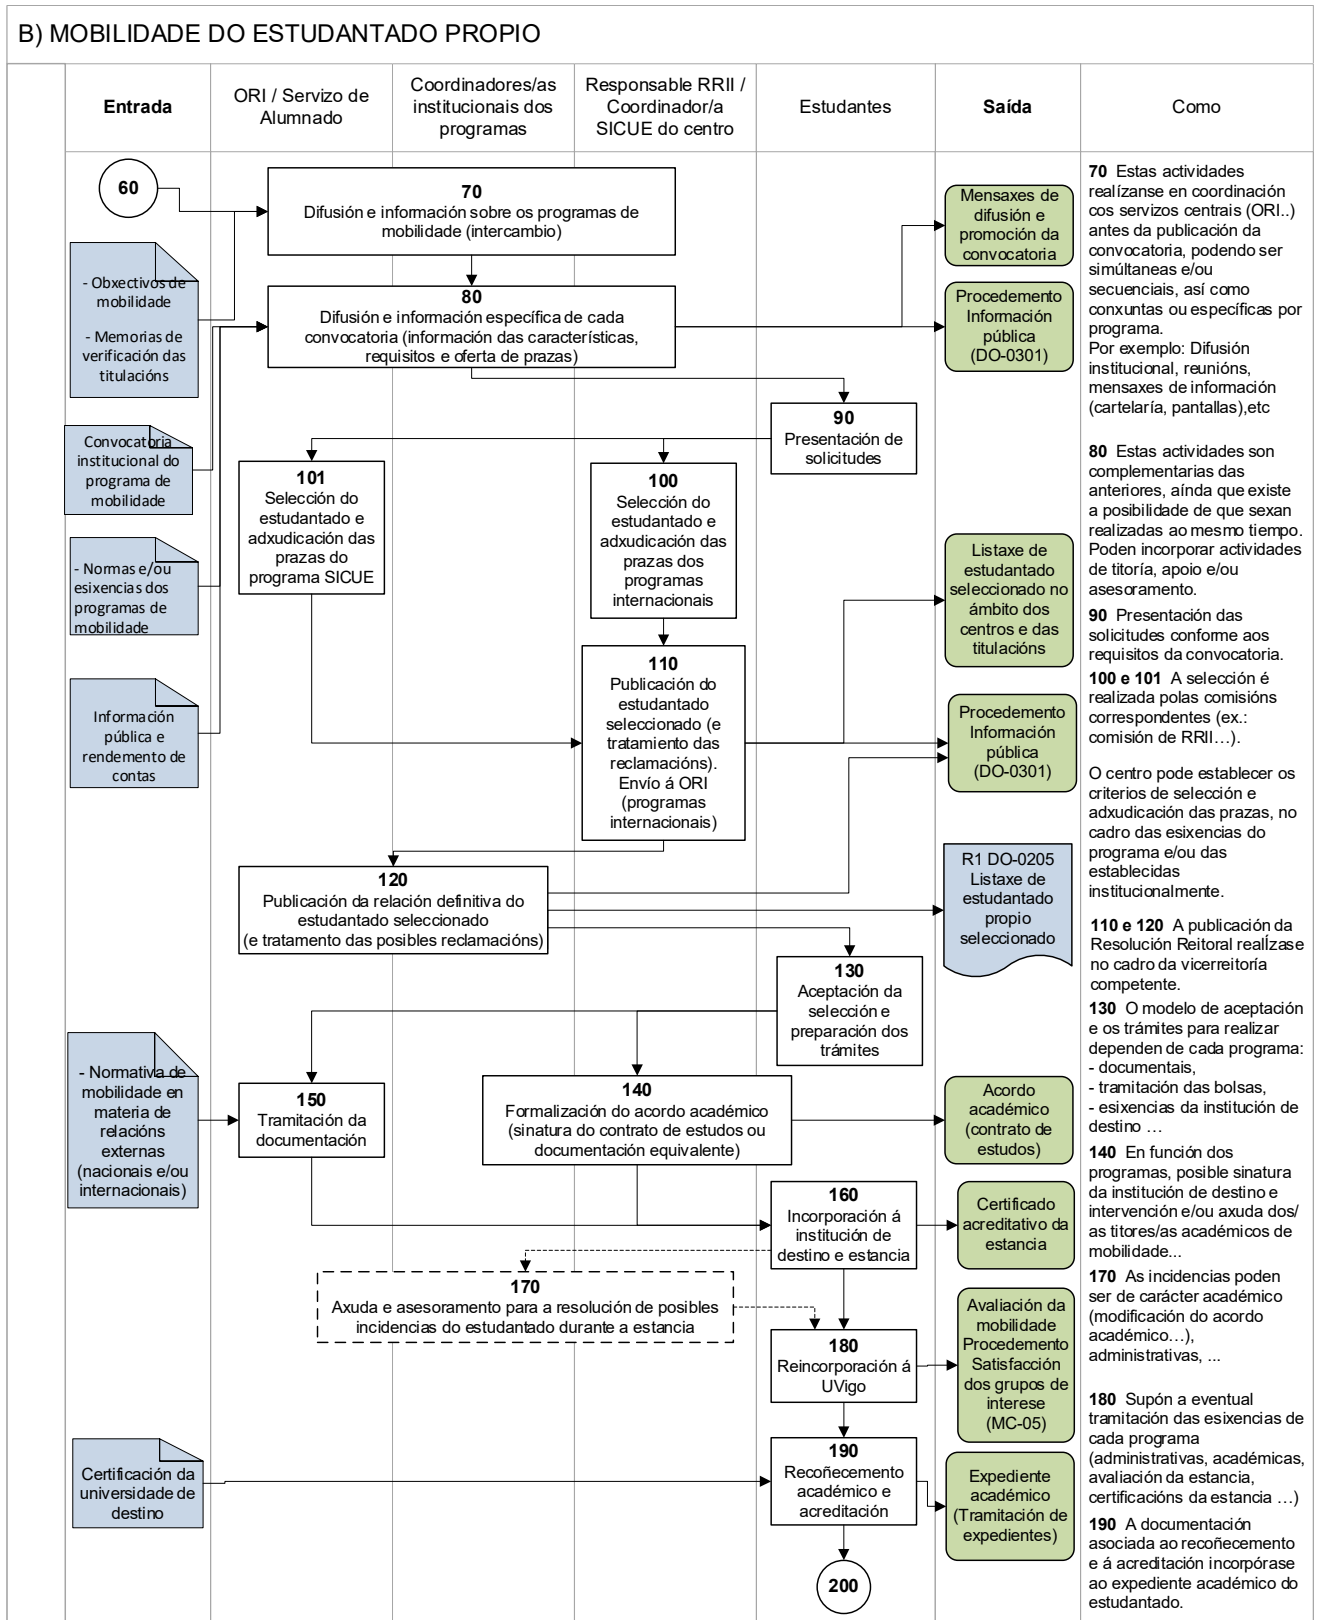 B) MOBILIDADE DO ESTUDANTADO PROPIO
Entrada
ORI / Servizo de
Alumnado
Coordinadores/as
institucionais dos
programas
Responsable RRII /
Coordinador/a
SICUE do centro
Estudantes
Saída
Como
60
- Obxectivos de
mobilidade
- Memorias de
verificación das
titulacións
Convocatoria
institucional do
programa de
mobilidade
- Normas e/ou
esixencias dos
programas de
mobilidade
Información
pública e
rendemento de
contas
- Normativa de
mobilidade en
materia de
relacións
externas
(nacionais e/ou
internacionais)
Certificación da
universidade de
destino
70
Difusión e información sobre os programas de
mobilidade (intercambio)
80
Difusión e información específica de cada
convocatoria (información das características,
requisitos e oferta de prazas)
90
Presentación de
solicitudes
101
Selección do
estudantado e
adxudicación das
prazas do
programa SICUE
100
Selección do
estudantado e
adxudicación das
prazas dos
programas
internacionais
110
Publicación do
estudantado
seleccionado (e
tratamiento das
reclamacións).
Envío á ORI
(programas
internacionais)
120
Publicación da relación definitiva do
estudantado seleccionado
(e tratamento das posibles reclamacións)
130
Aceptación da
selección e
preparación dos
trámites
150
Tramitación da
documentación
140
Formalización do acordo académico
(sinatura do contrato de estudos ou
documentación equivalente)
160
Incorporación á
institución de
destino e estancia
170
Axuda e asesoramento para a resolución de posibles
incidencias do estudantado durante a estancia
180
Reincorporación á
UVigo
190
Recoñecemento
académico e
acreditación
200
Mensaxes de
difusión e
promoción da
convocatoria
Procedemento
Información
pública
(DO-0301)
Listaxe de
estudantado
seleccionado no
ámbito dos
centros e das
titulacións
Procedemento
Información
pública
(DO-0301)
R1 DO-0205
Listaxe de
estudantado
propio
seleccionado
Acordo
académico
(contrato de
estudos)
Certificado
acreditativo da
estancia
Avaliación da
mobilidade
Procedemento
Satisfacción
dos grupos de
interese
(MC-05)
Expediente
académico
(Tramitación de
expedientes)
70 Estas actividades
realízanse en coordinación
cos servizos centrais (ORI..)
antes da publicación da
convocatoria, podendo ser
simúltaneas e/ou
secuenciais, así como
conxuntas ou específicas por
programa.
Por exemplo: Difusión
institucional, reunións,
mensaxes de información
(cartelaría, pantallas),etc
80 Estas actividades son
complementarias das
anteriores, aínda que existe
a posibilidade de que sexan
realizadas ao mesmo tiempo.
Poden incorporar actividades
de titoría, apoio e/ou
asesoramento.
90 Presentación das
solicitudes conforme aos
requisitos da convocatoria.
100 e 101 A selección é
realizada polas comisións
correspondentes (ex.:
comisión de RRII…).
O centro pode establecer os
criterios de selección e
adxudicación das prazas, no
cadro das esixencias do
programa e/ou das
establecidas
institucionalmente.
110 e 120 A publicación da
Resolución Reitoral realÍzase
no cadro da vicerreitoría
competente.
130 O modelo de aceptación
e os trámites para realizar
dependen de cada programa:
- documentais,
- tramitación das bolsas,
- esixencias da institución de
destino …
140 En función dos
programas, posible sinatura
da institución de destino e
intervención e/ou axuda dos/
as titores/as académicos de
mobilidade...
170 As incidencias poden
ser de carácter académico
(modificación do acordo
académico…),
administrativas, ...
180 Supón a eventual
tramitación das esixencias de
cada programa
(administrativas, académicas,
avaliación da estancia,
certificacións da estancia …)
190 A documentación
asociada ao recoñecemento
e á acreditación incorpórase
ao expediente académico do
estudantado.